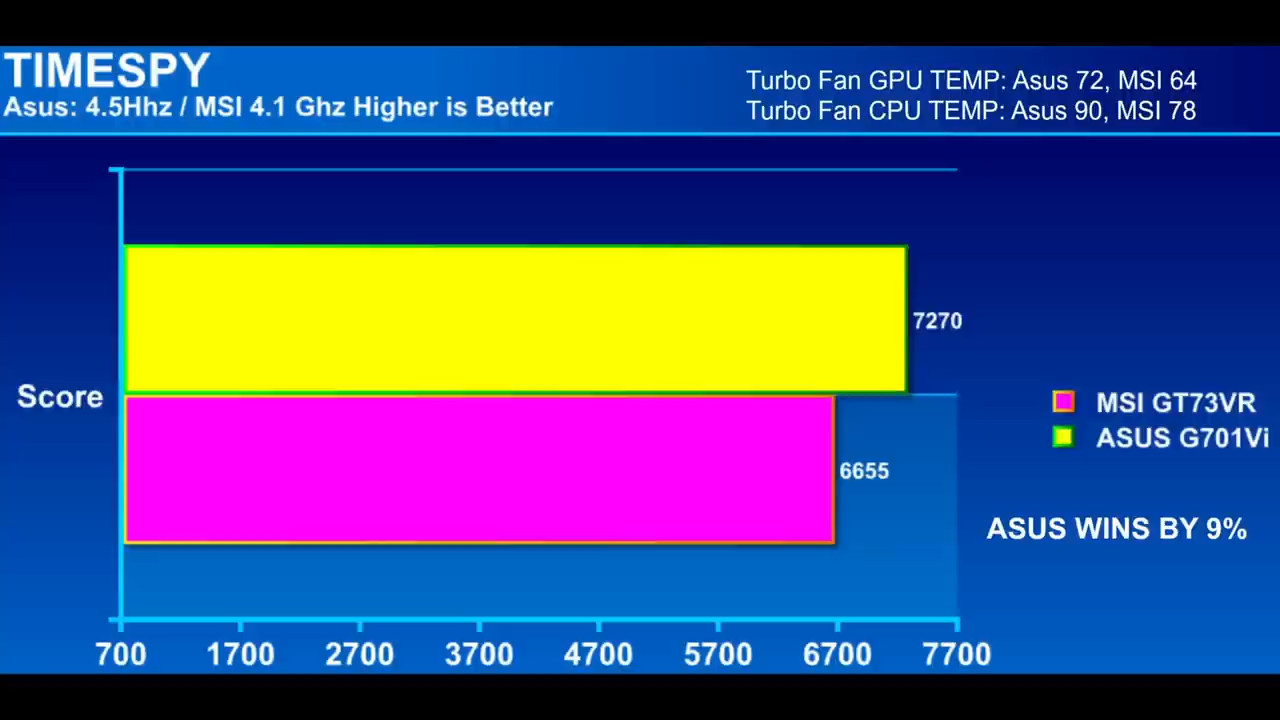 TIMESPY
Asus: 4.5Hhz / MSI 4.1 Ghz Higher is Better
Turbo Fan GPU TEMP: Asus 72, MSI 64
Turbo Fan CPU TEMP: Asus 90, MSI 78
7270
Score
6655
MSI GT73VR
ASUS G701Vi
ASUS WINS BY 9%
700 1700 2700 3700 4700 5700 6700 7700